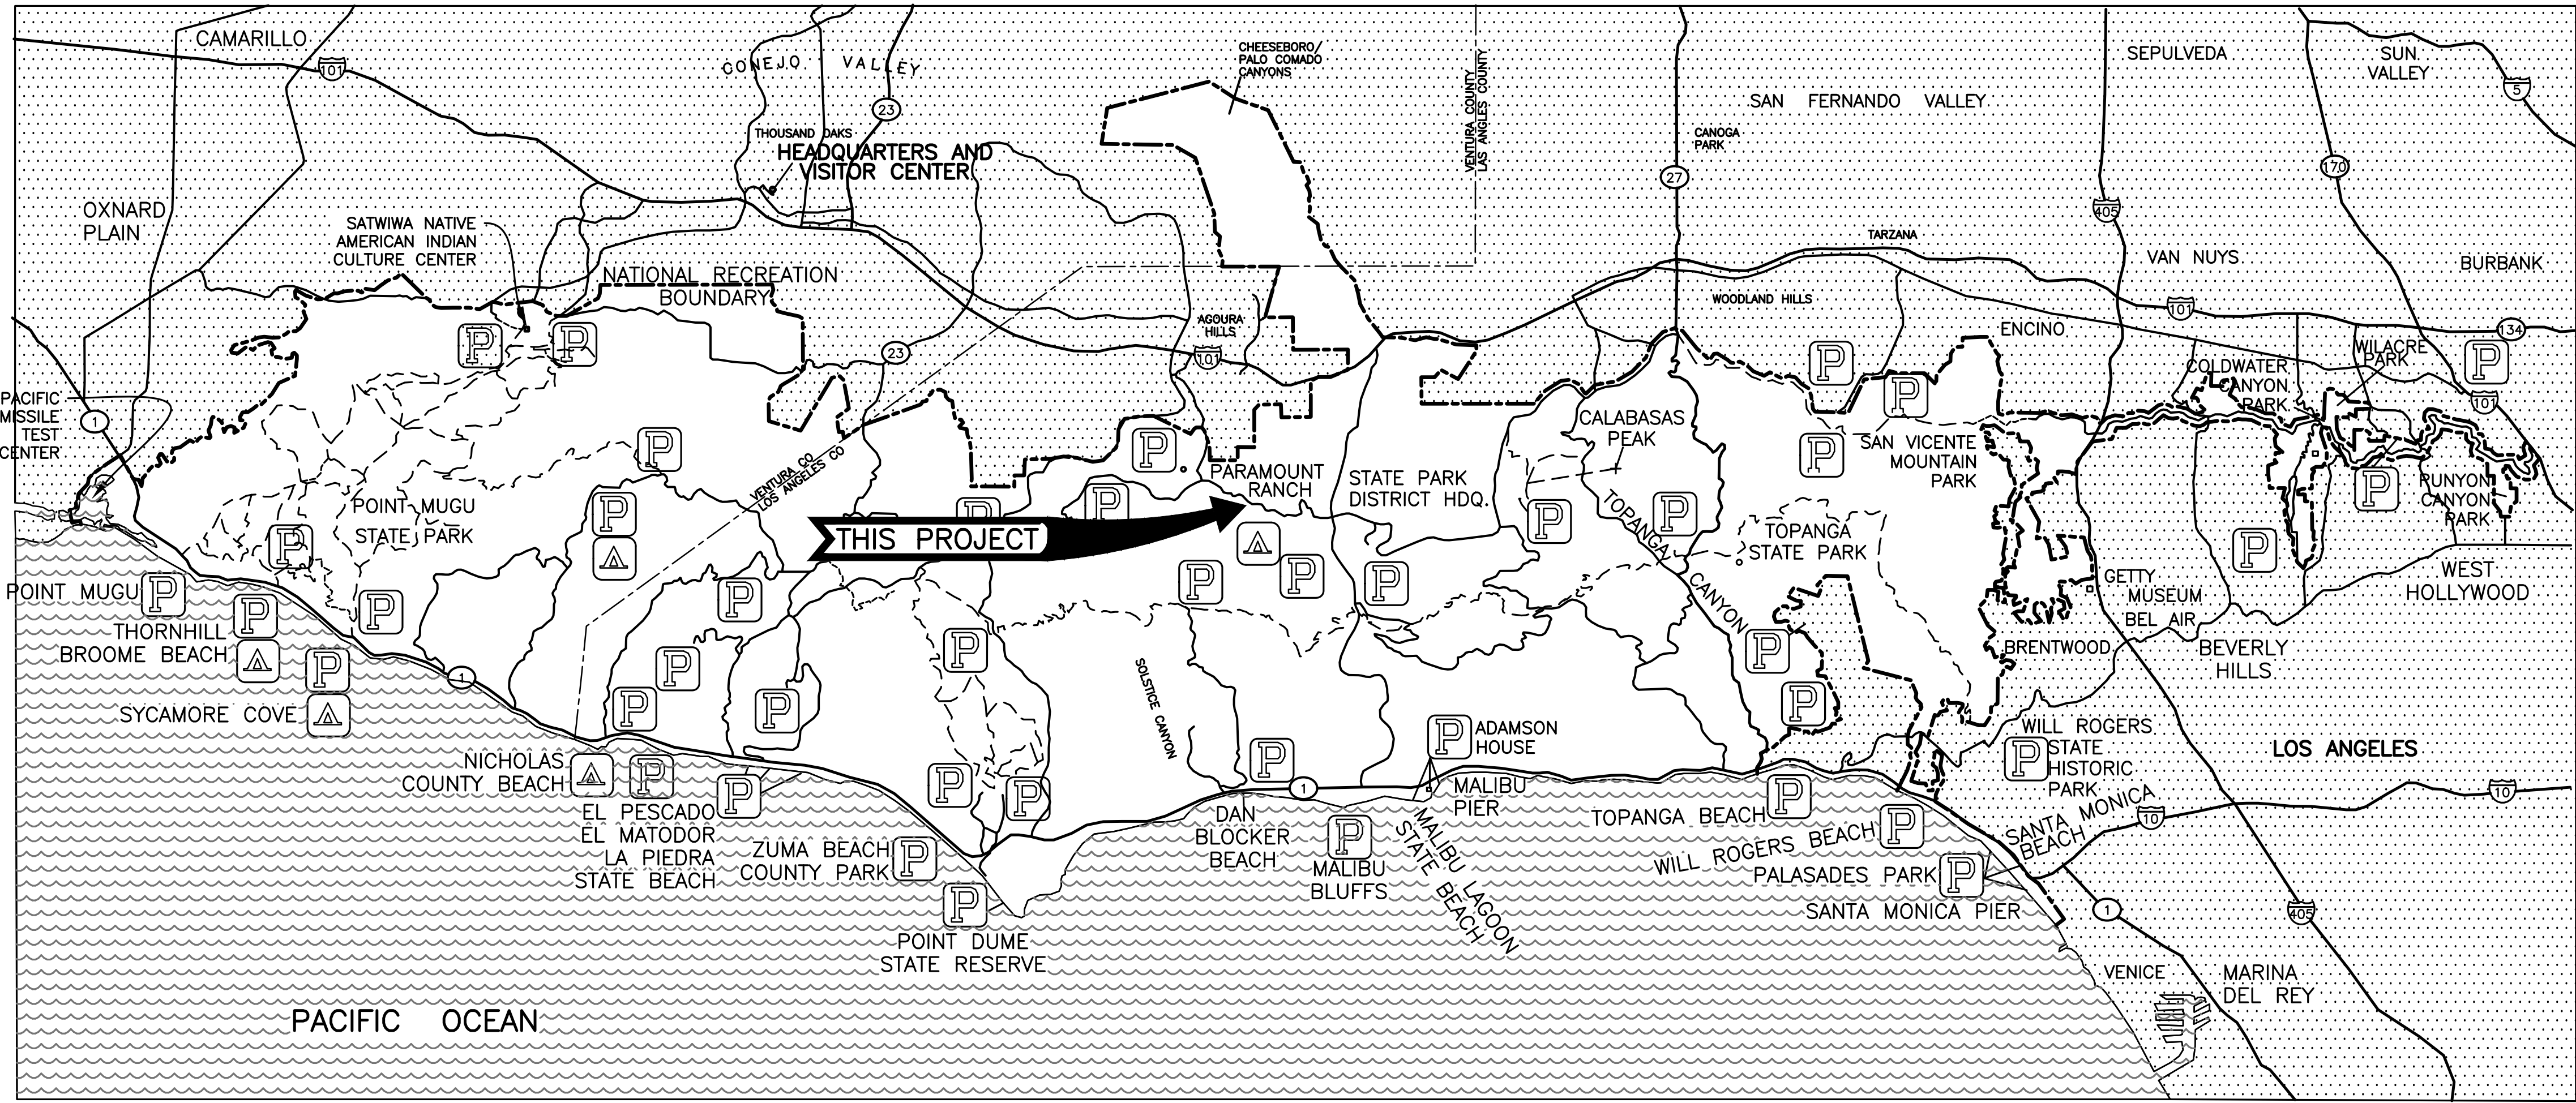 CAMARILLO
101
CONEJO VALLEY
23
THOUSAND OAKS
HEADQUARTERS AND
VISITOR CENTER
CHEESEBORO/
PALO COMADO
CANYONS
VENTURA COUNTY
LAS ANGLES COUNTY
SAN FERNANDO VALLEY
CANOGA
PARK
27
SEPULVEDA
SUN
VALLEY
5
170
405
TARZANA
VAN NUYS
BURBANK
OXNARD
PLAIN
SATWIWA NATIVE
AMERICAN INDIAN
CULTURE CENTER
NATIONAL RECREATION
BOUNDARY
23
AGOURA
HILLS
101
WOODLAND HILLS
101
ENCINO
134
WILACRE
PARK
COLDWATER
CANYON
PARK
101
P
P
P
P
P
PACIFIC
MISSILE
TEST
CENTER
1
P
P
CALABASAS
PEAK
P
SAN VICENTE
MOUNTAIN
PARK
P
PUNYON
CANYON
PARK
VENTURA CO
LOS ANGELES CO
PARAMOUNT
RANCH
STATE PARK
DISTRICT HDQ.
POINT MUGU
STATE PARK
P
P
P
P
P
P
TOPANGA
CANYON
TOPANGA
STATE PARK
THIS PROJECT
P
P
P
P
P
GETTY
MUSEUM
WEST
HOLLYWOOD
POINT MUGU
P
P
P
P
THORNHILL
BROOME BEACH
BEL AIR
BRENTWOOD
BEVERLY
HILLS
P
P
P
P
SOLSTICE CANYON
P
P
P
SYCAMORE COVE
1
ADAMSON
HOUSE
P
WILL ROGERS
STATE
HISTORIC
PARK
P
LOS ANGELES
NICHOLAS
COUNTY BEACH
P
P
P
P
P
1
MALIBU
PIER
P
10
EL PESCADO
EL MATODOR
LA PIEDRA
STATE BEACH
ZUMA BEACH
COUNTY PARK
P
DAN
BLOCKER
BEACH
P
MALIBU
BLUFFS
MALIBU LAGOON
STATE BEACH
TOPANGA BEACH
WILL ROGERS BEACH
P
SANTA MONICA
BEACH
10
PALASADES PARK
P
SANTA MONICA PIER
1
405
P
POINT DUME
STATE RESERVE
VENICE
MARINA
DEL REY
PACIFIC OCEAN